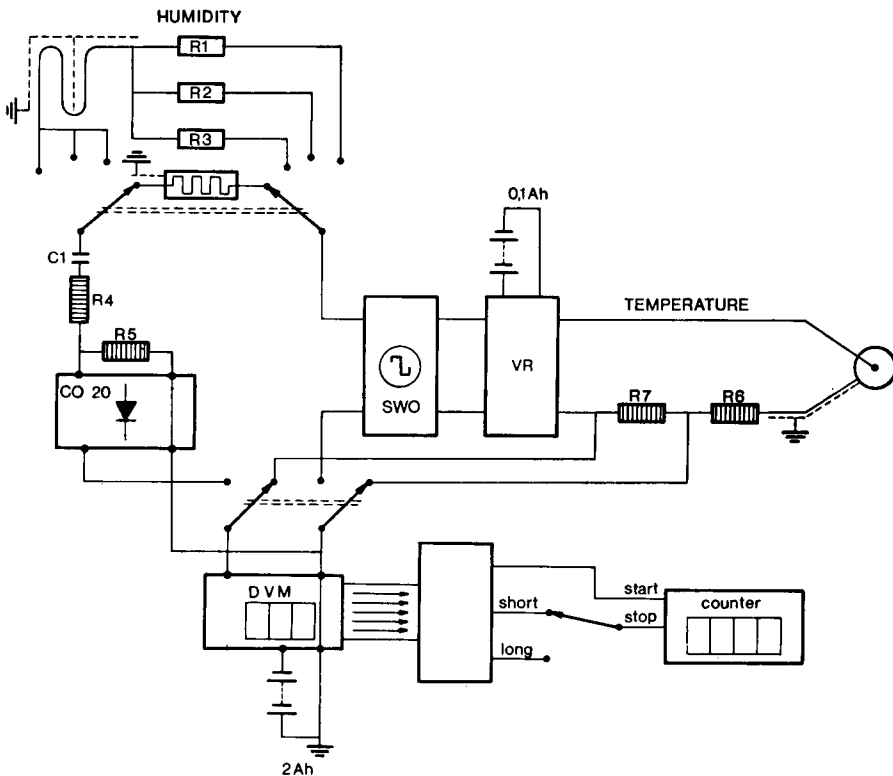 HUMIDITY
R1
R2
R3
0,1Ah
C1
R4
TEMPERATURE
R5
VR
CO 20
SWO
R7
R6
DVM
short
long
start
stop
counter
2Ah